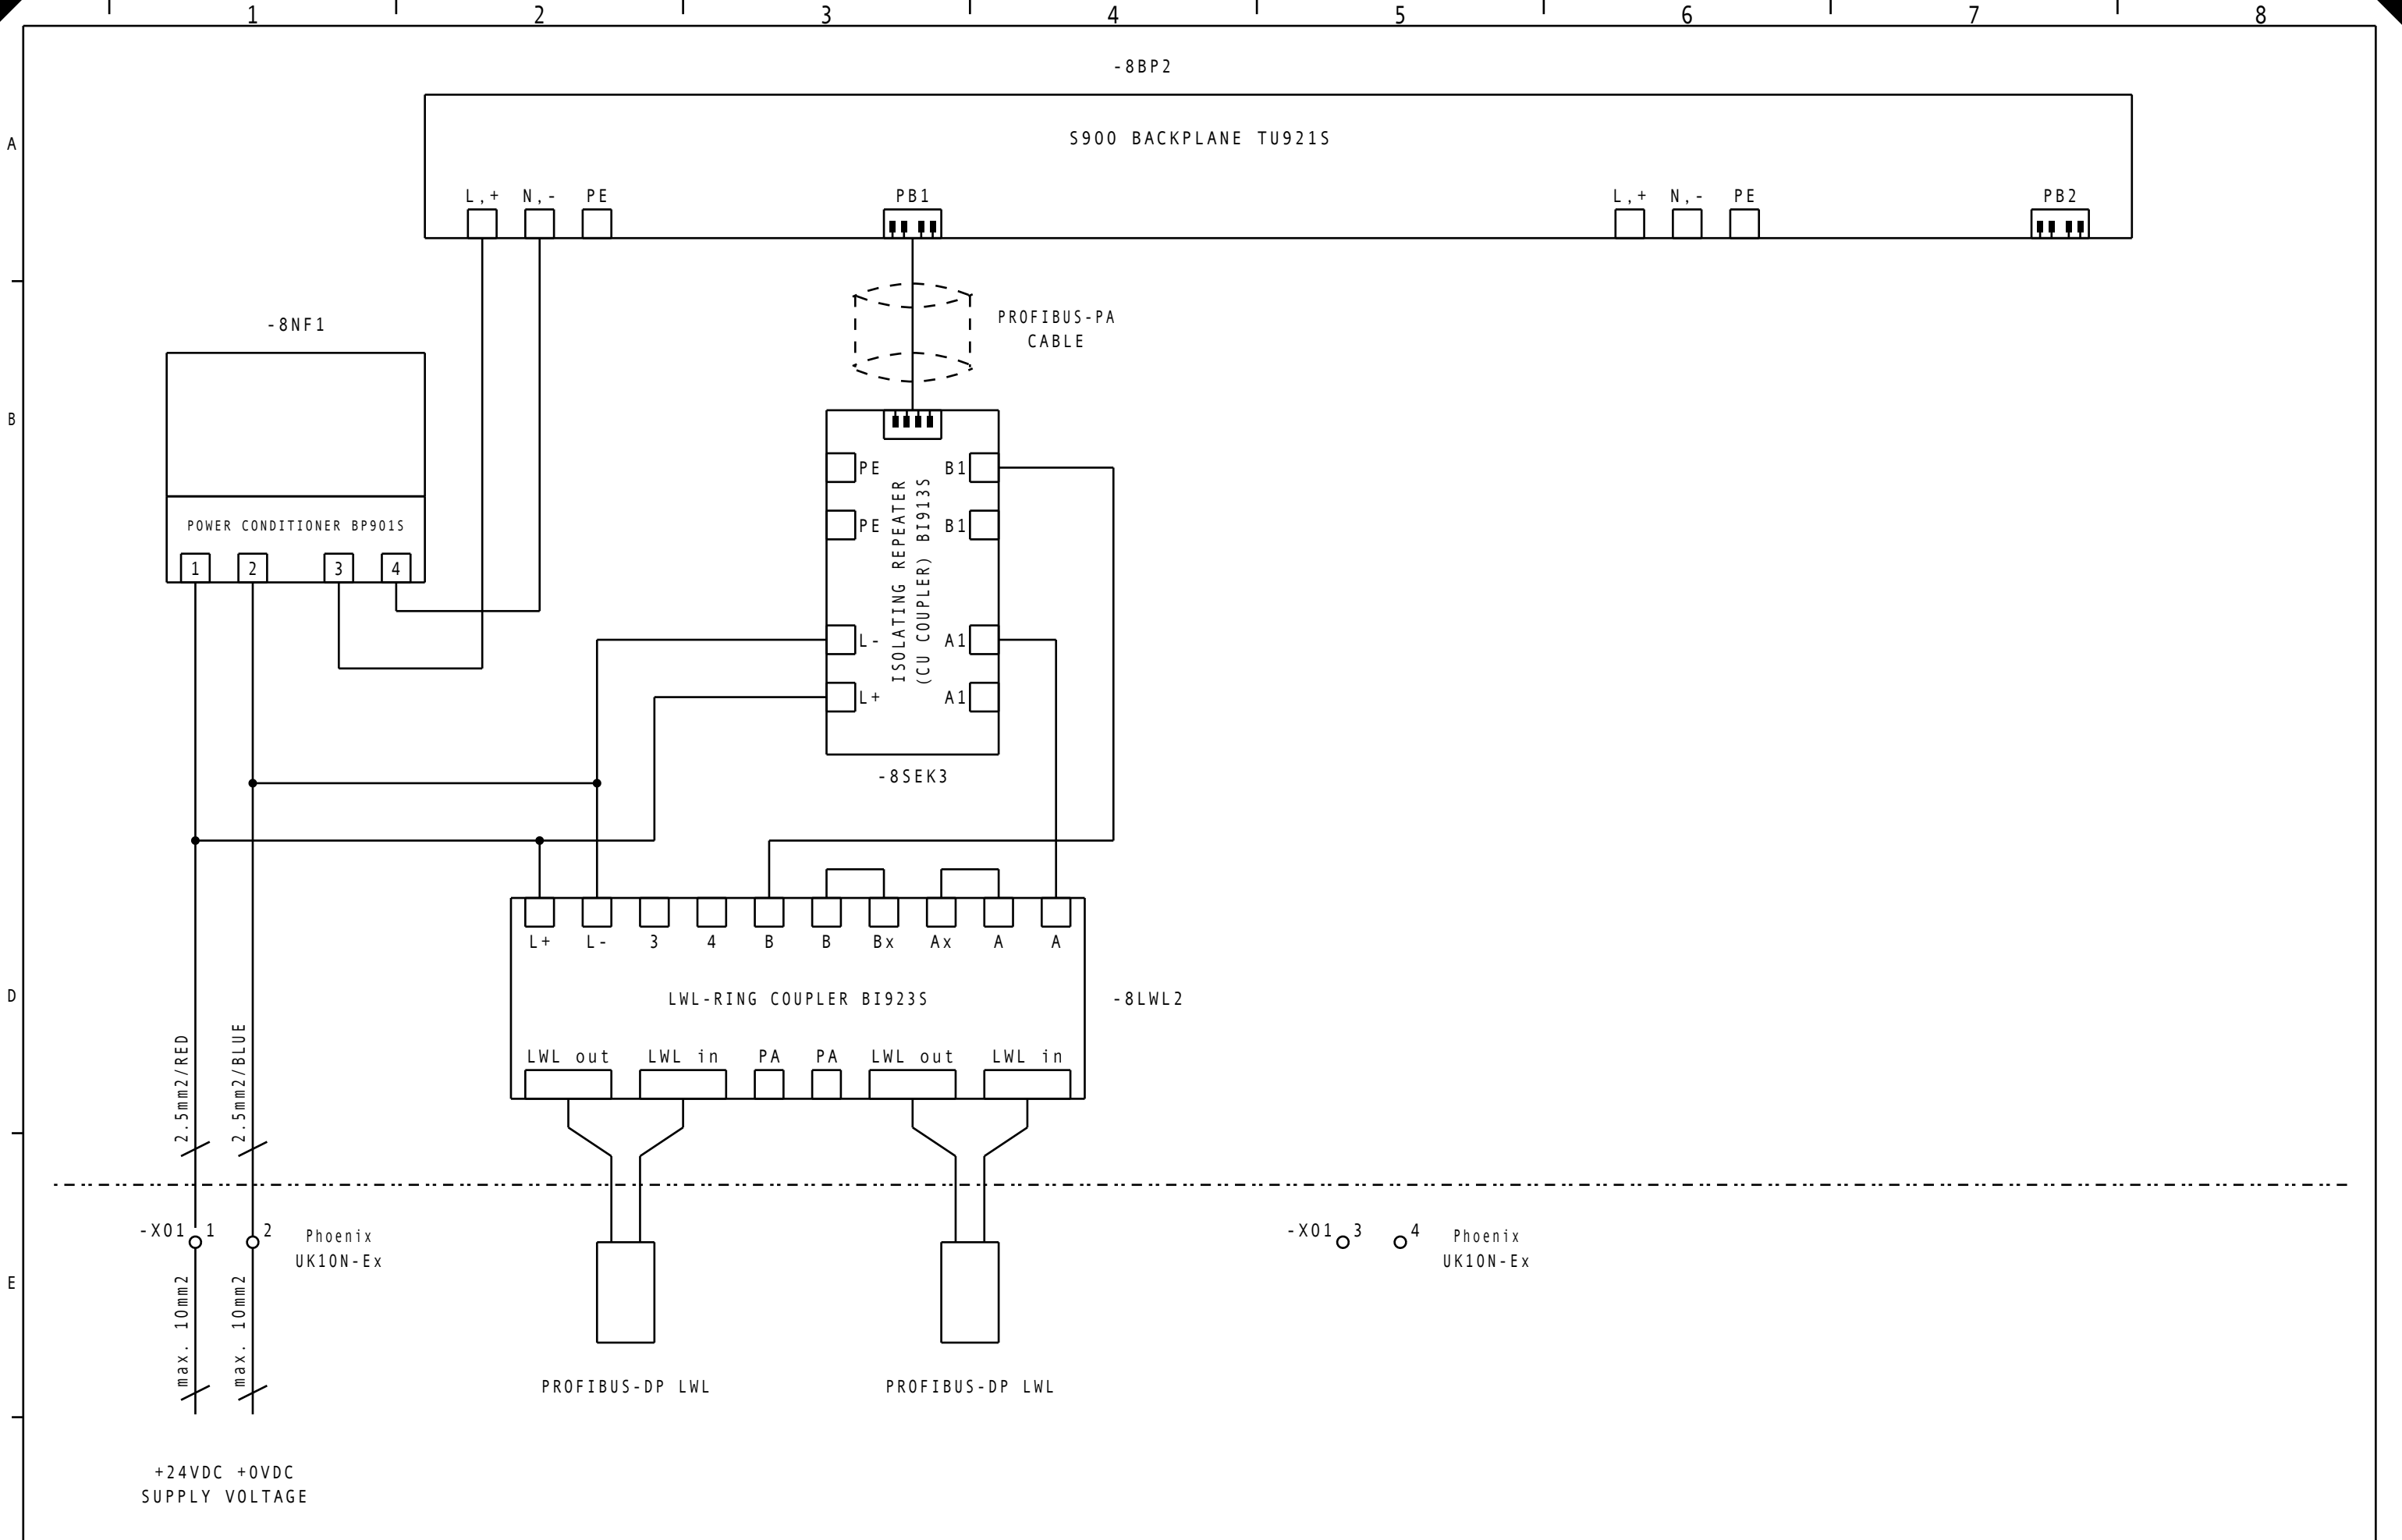 1 2 3 4 5 6 7 8
-8BP2
A
S900 BACKPLANE TU921S
L,+ N,- PE PB1 L,+ N,- PE PB2
-8NF1
PROFIBUS-PA
CABLE
B
POWER CONDITIONER BP901S
1 2 3 4
PE B1
PE B1
L- A1
L+ A1
ISOLATING REPEATER
(CU COUPLER) BI913S
-8SEK3
L+ L- 3 4 B B Bx Ax A A
D
LWL-RING COUPLER BI923S
-8LWL2
LWL out LWL in PA PA LWL out LWL in
2.5mm2/RED
2.5mm2/BLUE
-X01 1 2
Phoenix
UK10N-Ex
-X01 3 4
Phoenix
UK10N-Ex
E
max. 10mm2
max. 10mm2
PROFIBUS-DP LWL
PROFIBUS-DP LWL
+24VDC +0VDC
SUPPLY VOLTAGE